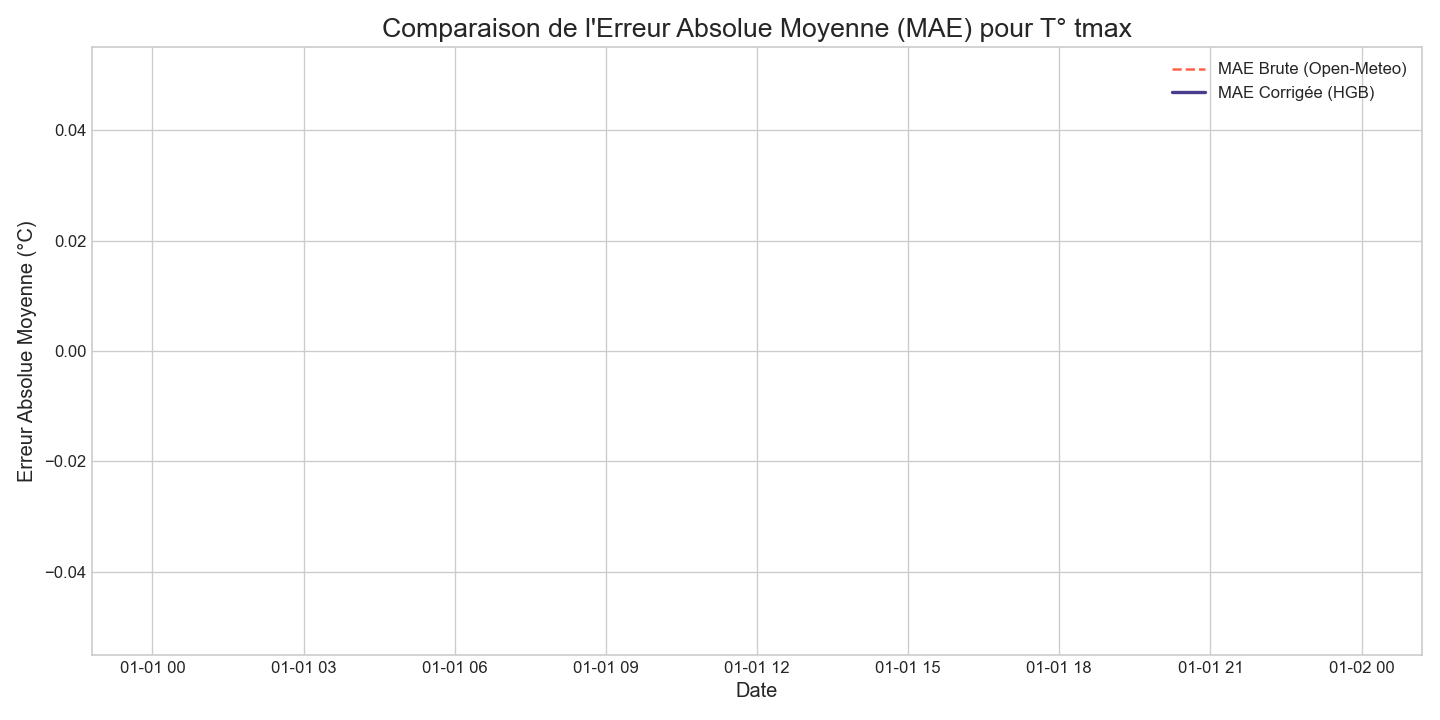 Comparaison de l'Erreur Absolue Moyenne (MAE) pour T° tmax
MAE Brute (Open-Meteo)
MAE Corrigée (HGB)
Erreur Absolue Moyenne (°C)
0.04
0.02
0.00
−0.02
−0.04
01-01 00
01-01 03
01-01 06
01-01 09
01-01 12
01-01 15
01-01 18
01-01 21
01-02 00
Date